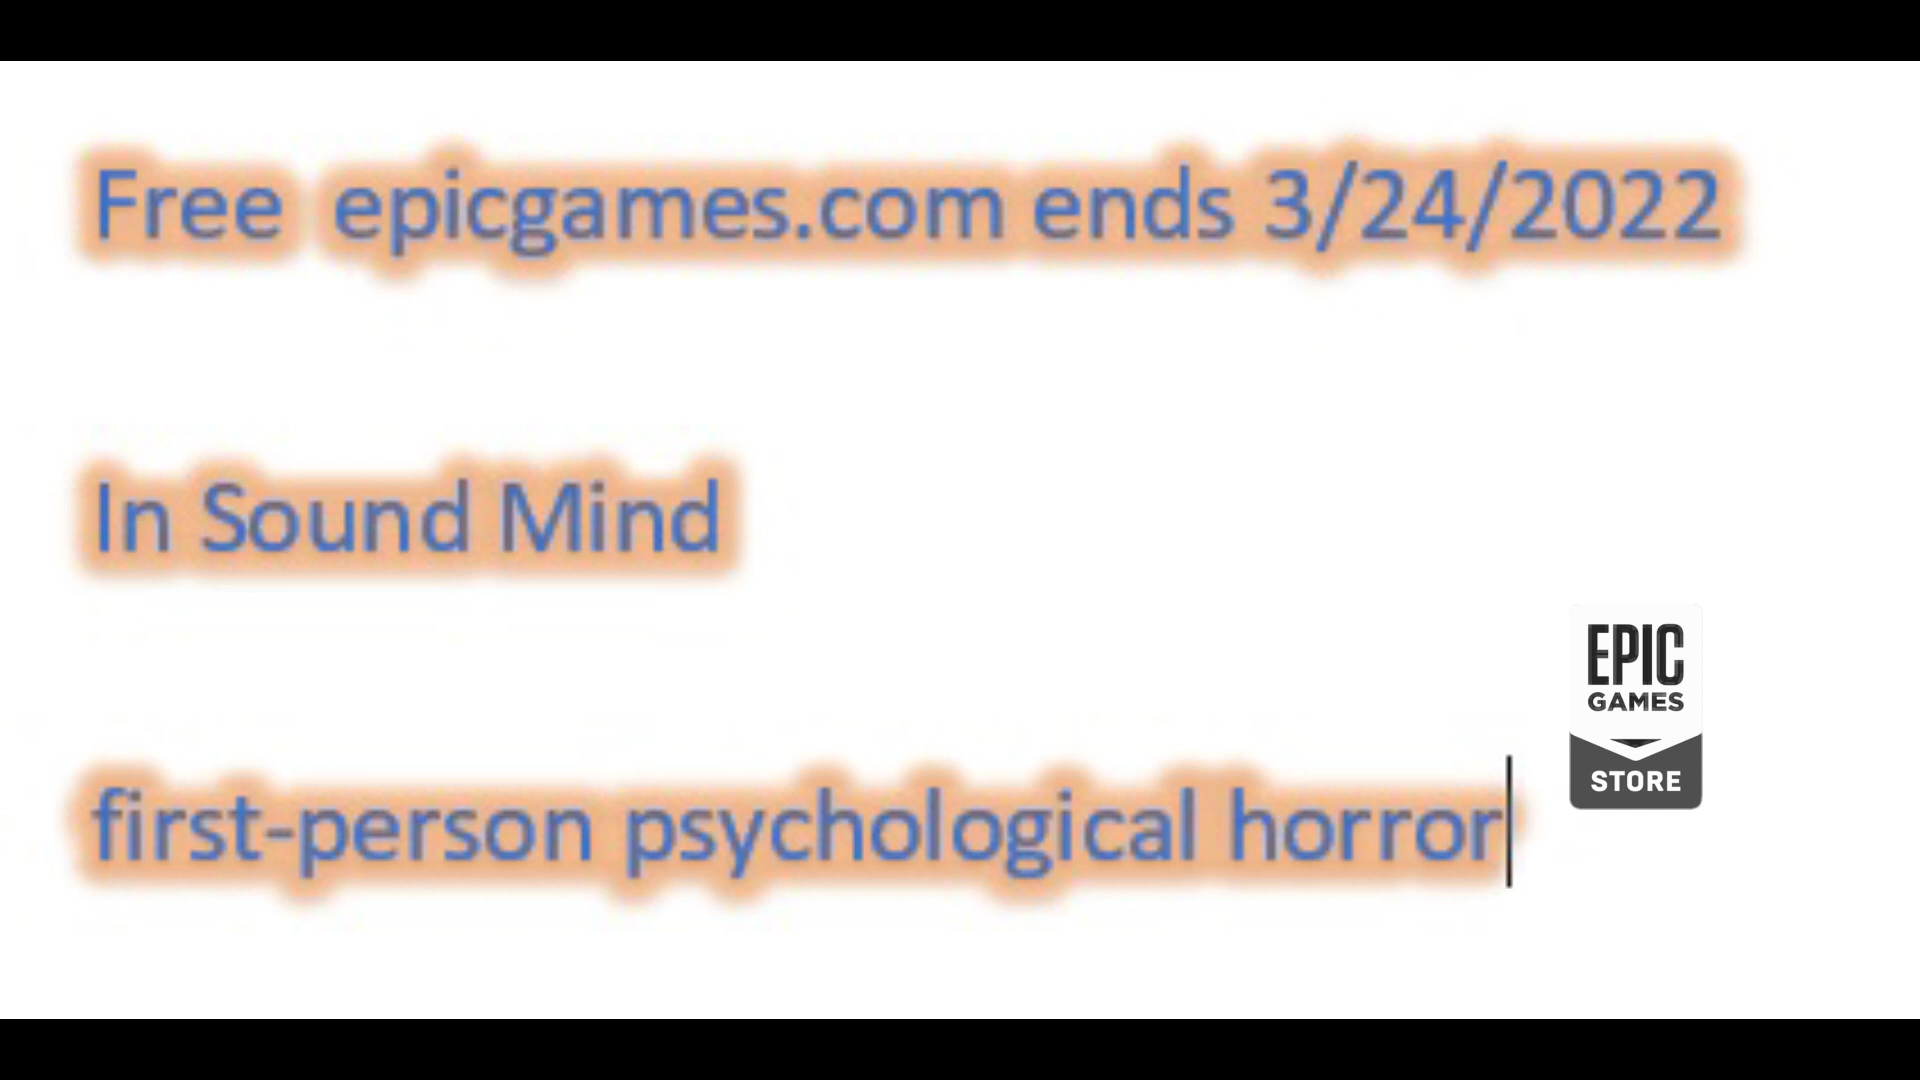 Free  epicgames.com ends 3/24/2022
In Sound Mind
EPIC
GAMES
STORE
first-person psychological horror